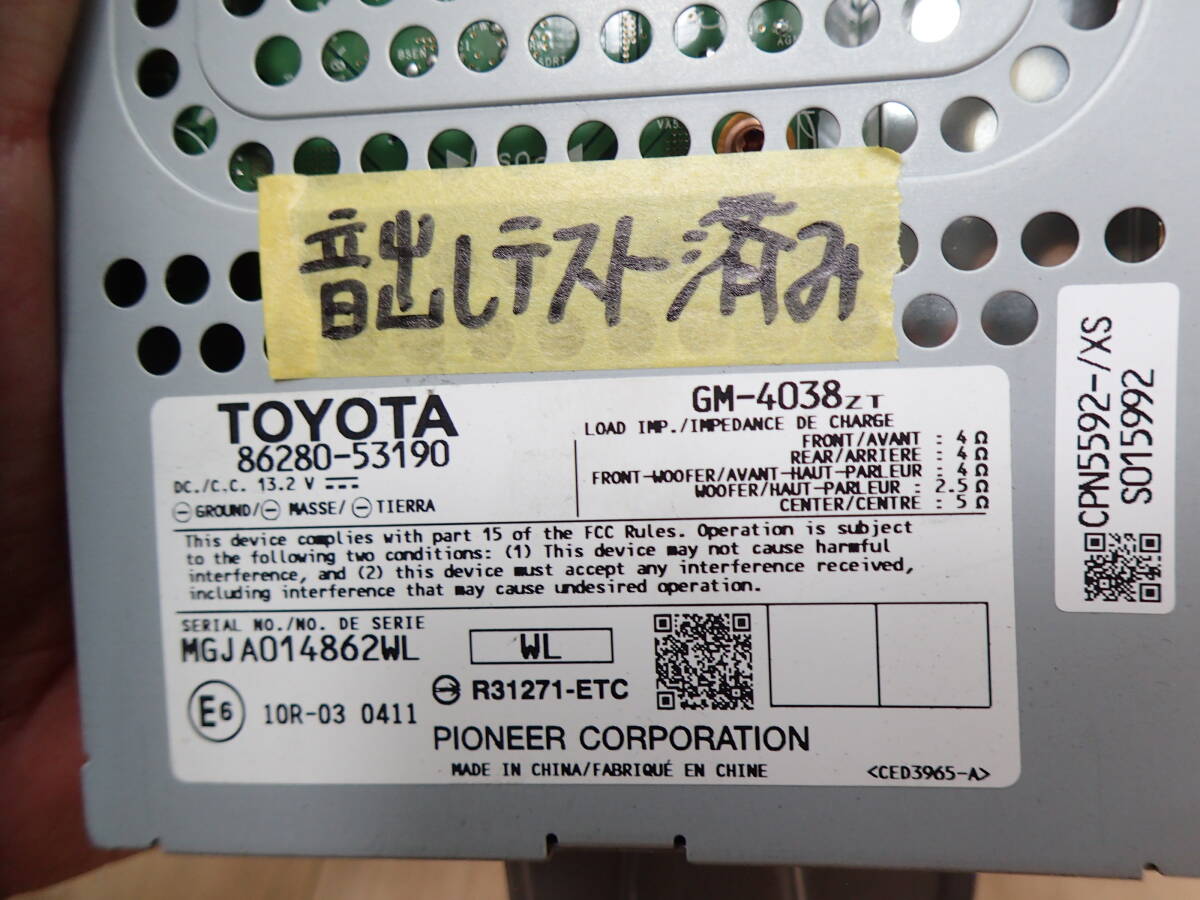 音出しテスト済み
TOYOTA
86280-53190
DC./C.C. 13.2 V
GROUND/ MASSE/ TIERRA
GM-4038ZT
LOAD IMP./IMPEDANCE DE CHARGE
FRONT/AVANT : 4 Ω
REAR/ARRIERE : 4 Ω
FRONT-WOOFER/AVANT-HAUT-PARLEUR : 4 Ω
WOOFER/HAUT-PARLEUR : 2.5 Ω
CENTER/CENTRE : 5 Ω
This device complies with part 15 of the FCC Rules. Operation is subject
to the following two conditions: (1) This device may not cause harmful
interference, and (2) this device must accept any interference received,
including interference that may cause undesired operation.
SERIAL NO./NO. DE SERIE
MGJA014862WL
WL
R31271-ETC
E6
10R-03 0411
PIONEER CORPORATION
MADE IN CHINA/FABRIQUÉ EN CHINE
<CED3965-A>
CPN5592-/XS
S015992